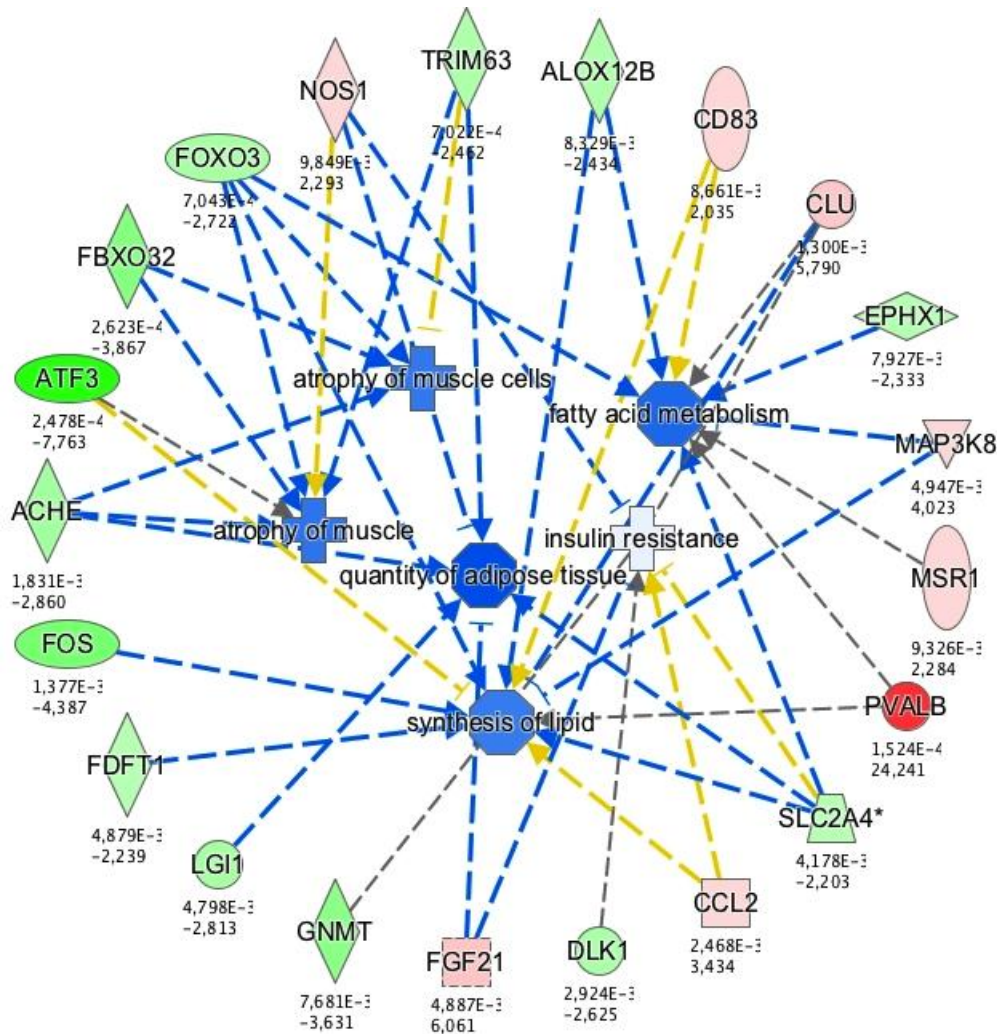 TRIM63
7,022E-4
-2,462
ALOX12B
8,329E-3
-2,434
NOS1
9,849E-3
2,293
CD83
8,661E-3
2,035
FOXO3
7,043E-4
-2,722
CLU
1,300E-3
5,790
FBXO32
2,623E-4
-3,867
EPHX1
7,927E-3
-2,333
ATF3
2,478E-4
-7,763
atrophy of muscle cells
fatty acid metabolism
MAP3K8
4,947E-3
4,023
ACHE
1,831E-3
-2,860
atrophy of muscle
insulin resistance
quantity of adipose tissue
MSR1
9,326E-3
2,284
FOS
1,377E-3
-4,387
synthesis of lipid
PVALB
1,524E-4
24,241
FDFT1
4,879E-3
-2,239
SLC2A4*
4,178E-3
-2,203
LGI1
4,798E-3
-2,813
GNMT
7,681E-3
-3,631
FGF21
4,887E-3
6,061
DLK1
2,924E-3
-2,625
CCL2
2,468E-3
3,434